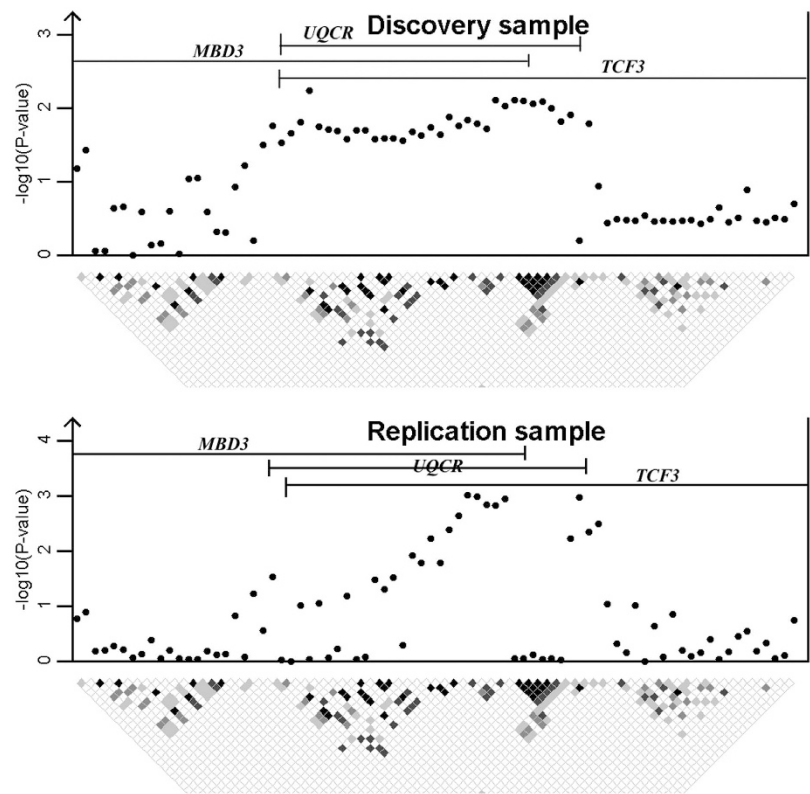 Discovery sample
UQCR
MBD3
TCF3
3
2
1
0
-log10(P-value)
Replication sample
MBD3
UQCR
TCF3
4
3
2
1
0
-log10(P-value)